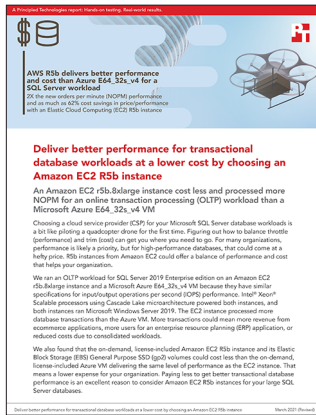 A Principled Technologies report: Hands-on testing. Real-world results.
PT
AWS R5b delivers better performance
and cost than Azure E64_32s_v4 for a
SQL Server workload
2X the new orders per minute (NOPM) performance
and as much as 62% cost savings in price/performance
with an Elastic Cloud Computing (EC2) R5b instance
Deliver better performance for transactional
database workloads at a lower cost by choosing an
Amazon EC2 R5b instance
An Amazon EC2 r5b.8xlarge instance cost less and processed more
NOPM for an online transaction processing (OLTP) workload than a
Microsoft Azure E64_32s_v4 VM
Choosing a cloud service provider (CSP) for your Microsoft SQL Server database workloads is
a bit like piloting a quadcopter drone for the first time. Figuring out how to balance throttle
(performance) and trim (cost) can get you where you need to go. For many organizations,
performance is likely a priority, but for high-performance databases, that could come at a
hefty price. R5b instances from Amazon EC2 could offer a balance of performance and cost
that helps your organization.
We ran an OLTP workload for SQL Server 2019 Enterprise edition on an Amazon EC2
r5b.8xlarge instance and a Microsoft Azure E64_32s_v4 VM because they have similar
specifications for input/output operations per second (IOPS) performance. Intel® Xeon®
Scalable processors using Cascade Lake microarchitecture powered both instances, and
both instances ran Microsoft Windows Server 2019. The EC2 instance processed more
database transactions than the Azure VM. More transactions could mean more revenue from
ecommerce applications, more users for an enterprise resource planning (ERP) application, or
reduced costs due to consolidated workloads.
We also found that the on-demand, license-included Amazon EC2 R5b instance and its Elastic
Block Storage (EBS) General Purpose SSD (gp2) volumes could cost less than the on-demand,
license-included Azure VM delivering the same level of performance as the EC2 instance. That
means a lower expense for your organization. Paying less to get better transactional database
performance is an excellent reason to consider Amazon EC2 R5b instances for your large SQL
Server databases.
Deliver better performance for transactional database workloads at a lower cost by choosing an Amazon EC2 R5b instance
March 2021 (Revised)